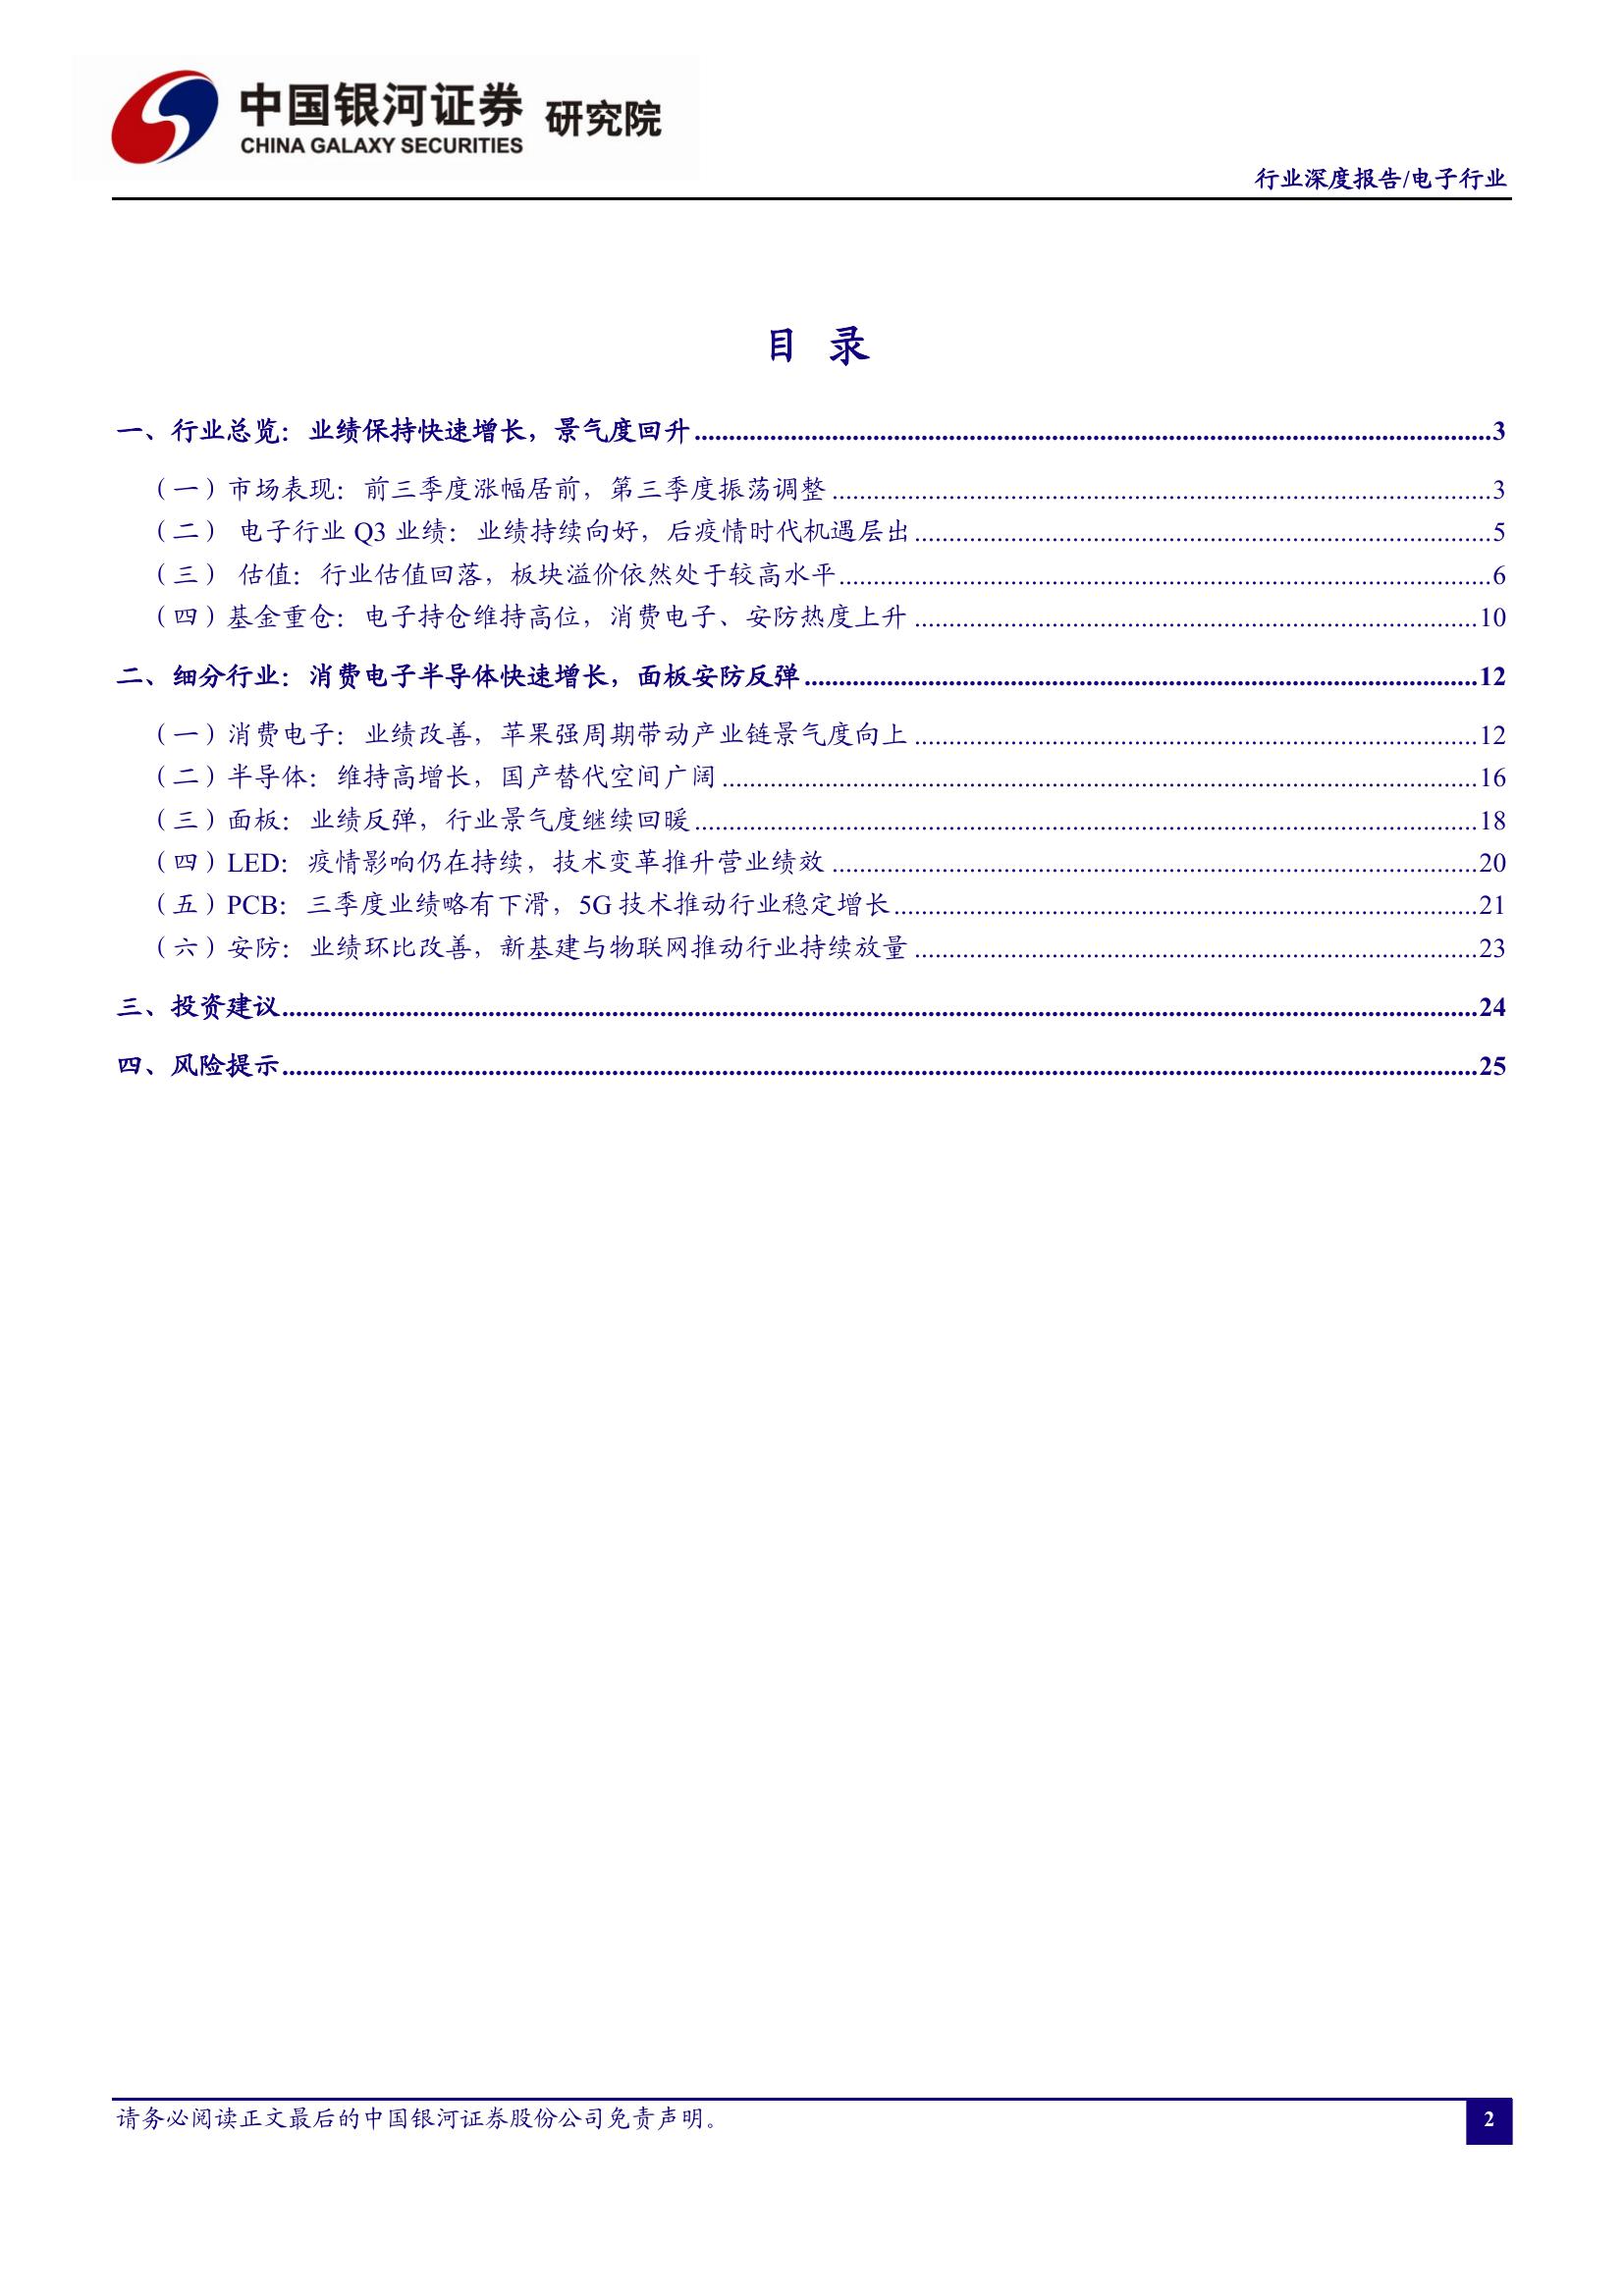 中国银河证券 研究院
CHINA GALAXY SECURITIES
行业深度报告/电子行业
目 录
一、行业总览：业绩保持快速增长，景气度回升........................3
（一）市场表现：前三季度涨幅居前，第三季度振荡调整........................3
（二） 电子行业 Q3 业绩：业绩持续向好，后疫情时代机遇层出........................5
（三） 估值：行业估值回落，板块溢价依然处于较高水平........................6
（四）基金重仓：电子持仓维持高位，消费电子、安防热度上升........................10
二、细分行业：消费电子半导体快速增长，面板安防反弹........................12
（一）消费电子：业绩改善，苹果强周期带动产业链景气度向上........................12
（二）半导体：维持高增长，国产替代空间广阔........................16
（三）面板：业绩反弹，行业景气度继续回暖........................18
（四）LED：疫情影响仍在持续，技术变革推升营业绩效........................20
（五）PCB：三季度业绩略有下滑，5G 技术推动行业稳定增长........................21
（六）安防：业绩环比改善，新基建与物联网推动行业持续放量........................23
三、投资建议........................24
四、风险提示........................25
请务必阅读正文最后的中国银河证券股份公司免责声明。
2